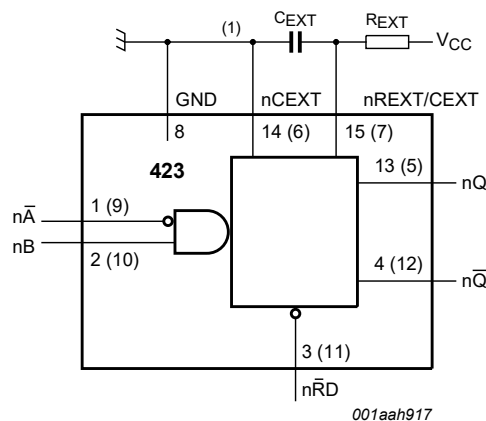 (1)
CEXT
REXT
VCC
GND
nCEXT
nREXT/CEXT
8
14 (6)
15 (7)
423
13 (5)
nQ
nA̅
1 (9)
nB
2 (10)
4 (12)
nQ̅
3 (11)
nR̅D
001aah917